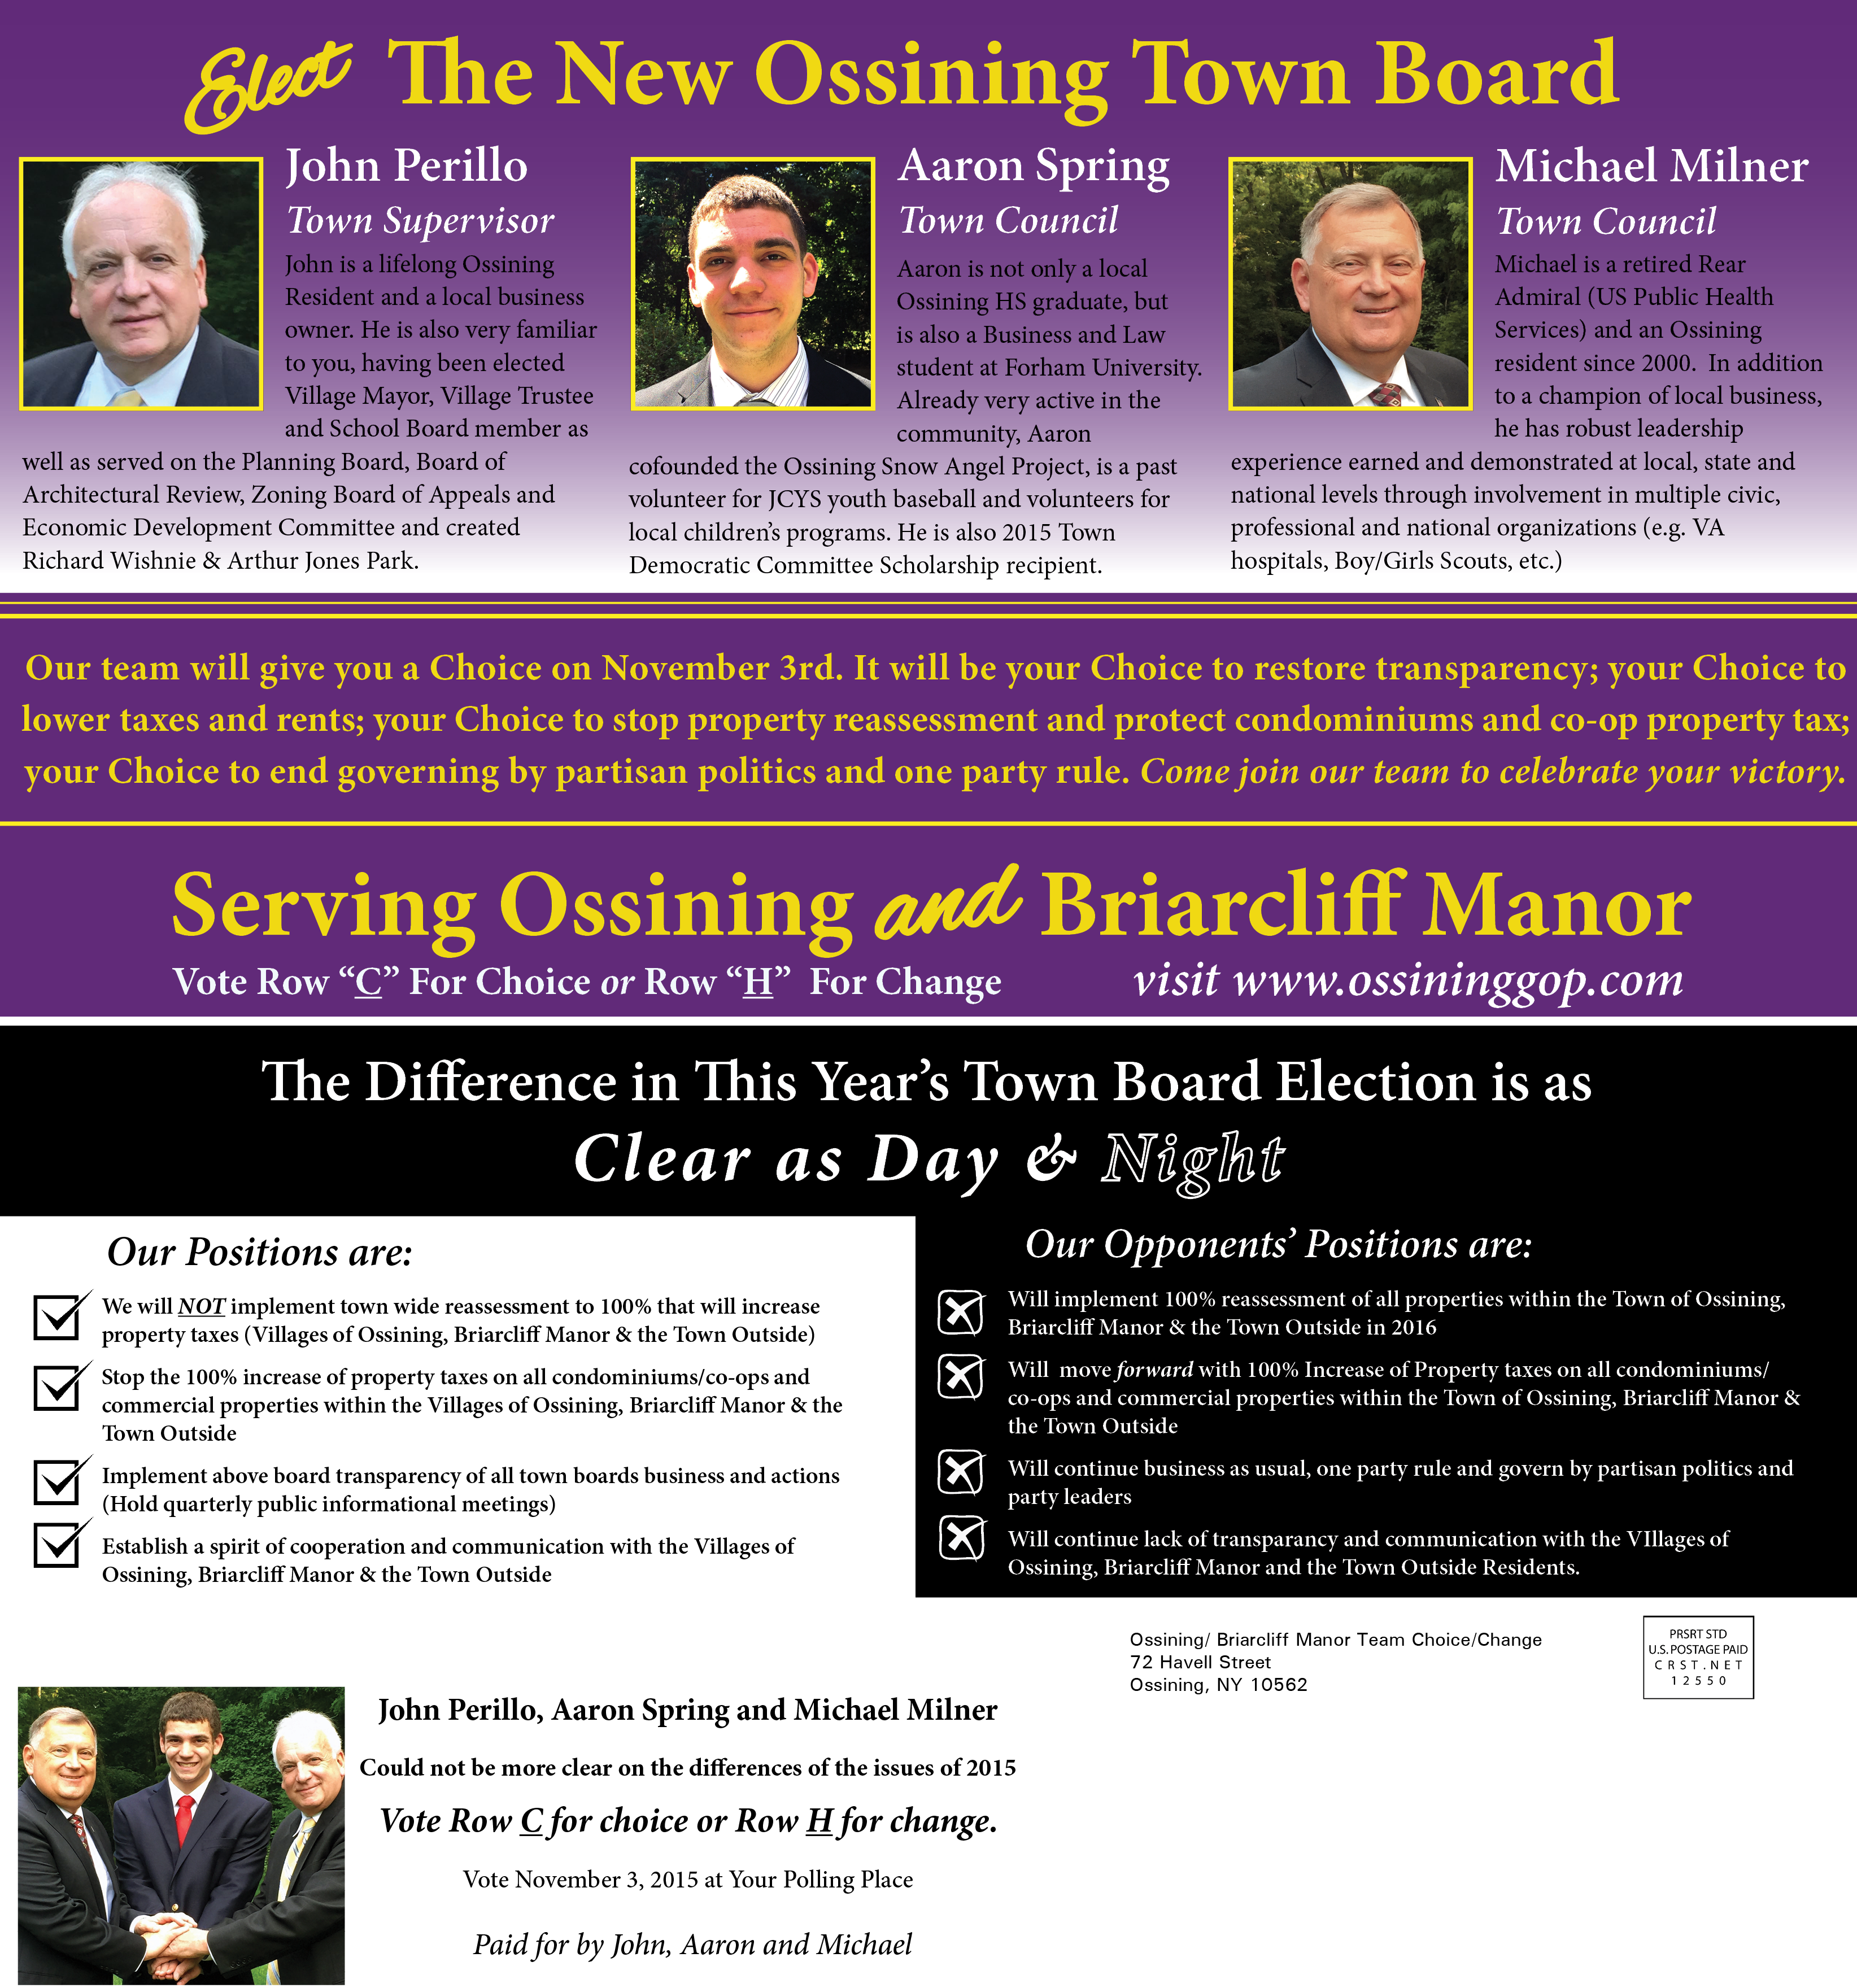 Elect The New Ossining Town Board
John Perillo
Town Supervisor
John is a lifelong Ossining
Resident and a local business
owner. He is also very familiar
to you, having been elected
Village Mayor, Village Trustee
and School Board member as
well as served on the Planning Board, Board of
Architectural Review, Zoning Board of Appeals and
Economic Development Committee and created
Richard Wishnie & Arthur Jones Park.
Aaron Spring
Town Council
Aaron is not only a local
Ossining HS graduate, but
is also a Business and Law
student at Forham University.
Already very active in the
community, Aaron
cofounded the Ossining Snow Angel Project, is a past
volunteer for JCYS youth baseball and volunteers for
local children's programs. He is also 2015 Town
Democratic Committee Scholarship recipient.
Michael Milner
Town Council
Michael is a retired Rear
Admiral (US Public Health
Services) and an Ossining
resident since 2000. In addition
to a champion of local business,
he has robust leadership
experience earned and demonstrated at local, state and
national levels through involvement in multiple civic,
professional and national organizations (e.g. VA
hospitals, Boy/Girls Scouts, etc.)
Our team will give you a Choice on November 3rd. It will be your Choice to restore transparency; your Choice to
lower taxes and rents; your Choice to stop property reassessment and protect condominiums and co-op property tax;
your Choice to end governing by partisan politics and one party rule. Come join our team to celebrate your victory.
Serving Ossining and Briarcliff Manor
Vote Row “C” For Choice or Row “H” For Change
visit www.ossininggop.com
The Difference in This Year’s Town Board Election is as
Clear as Day & Night
Our Positions are:
We will NOT implement town wide reassessment to 100% that will increase
property taxes (Villages of Ossining, Briarcliff Manor & the Town Outside)
Stop the 100% increase of property taxes on all condominiums/co-ops and
commercial properties within the Villages of Ossining, Briarcliff Manor & the
Town Outside
Implement above board transparency of all town boards business and actions
(Hold quarterly public informational meetings)
Establish a spirit of cooperation and communication with the Villages of
Ossining, Briarcliff Manor & the Town Outside
Our Opponents’ Positions are:
Will implement 100% reassessment of all properties within the Town of Ossining,
Briarcliff Manor & the Town Outside in 2016
Will move forward with 100% Increase of Property taxes on all condominiums/
co-ops and commercial properties within the Town of Ossining, Briarcliff Manor &
the Town Outside
Will continue business as usual, one party rule and govern by partisan politics and
party leaders
Will continue lack of transparancy and communication with the VIllages of
Ossining, Briarcliff Manor and the Town Outside Residents.
Ossining/ Briarcliff Manor Team Choice/Change
72 Havell Street
Ossining, NY 10562
PRSRT STD
U.S. POSTAGE PAID
CRST.NET
12550
John Perillo, Aaron Spring and Michael Milner
Could not be more clear on the differences of the issues of 2015
Vote Row C for choice or Row H for change.
Vote November 3, 2015 at Your Polling Place
Paid for by John, Aaron and Michael